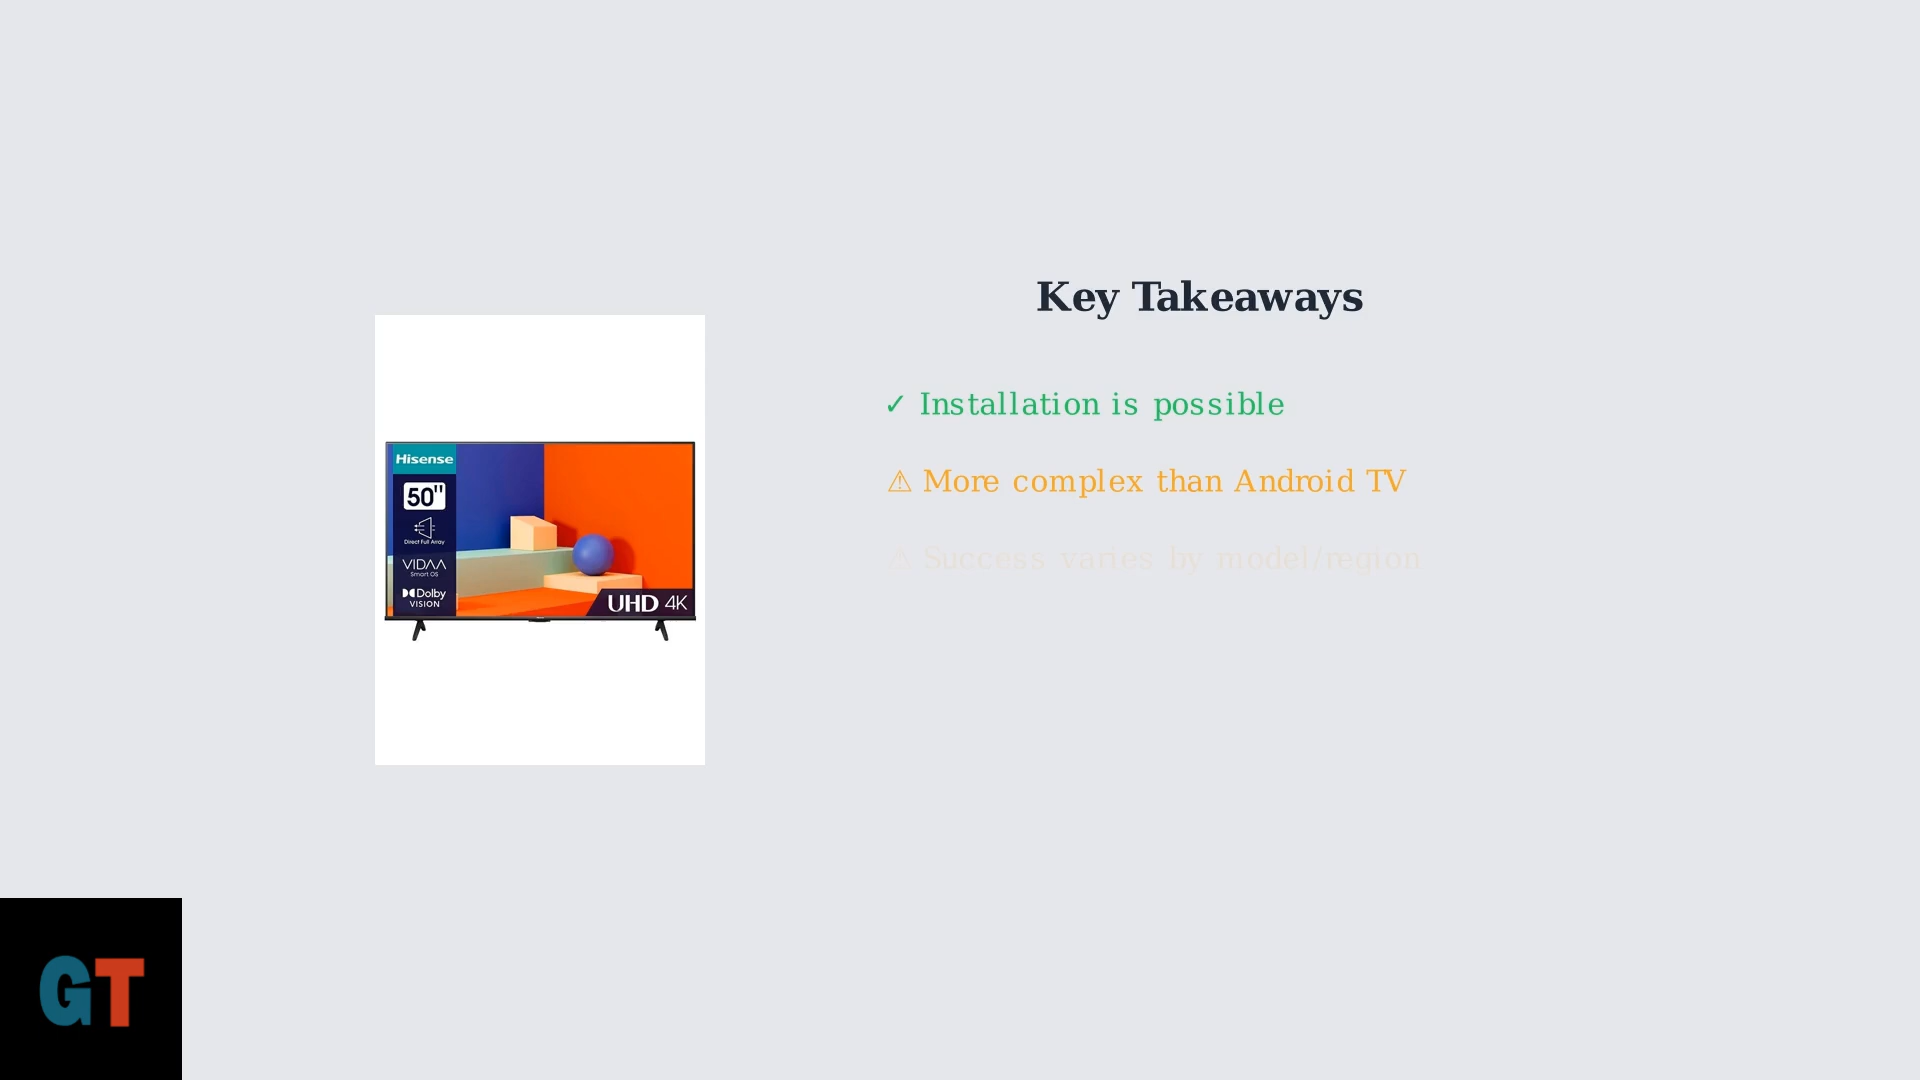 Key Takeaways
✓ Installation is possible
⚠ More complex than Android TV
⚠ Success varies by model/region
Hisense
50"
Direct Full Array
VIDAA
Smart OS
Dolby
VISION
UHD 4K
GT